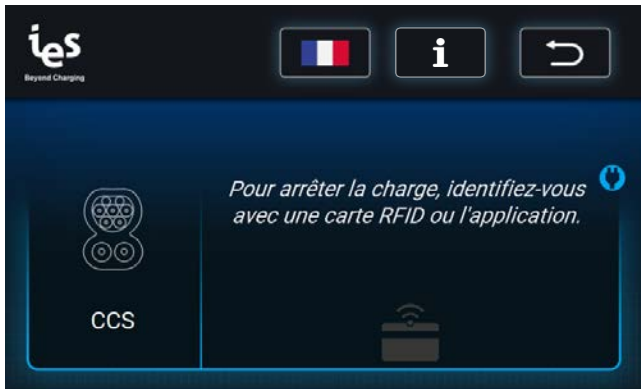 ies
Beyond Charging
i
Pour arrêter la charge, identifiez-vous
avec une carte RFID ou l'application.
CCS